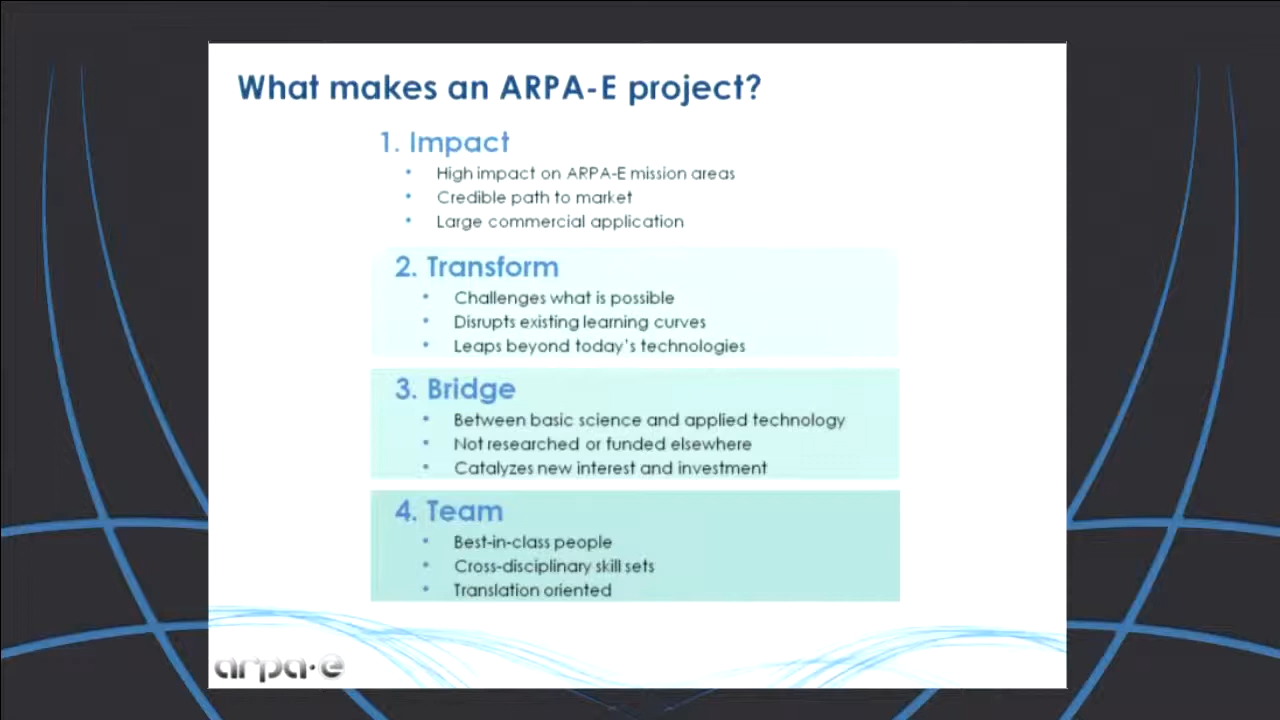 What makes an ARPA-E project?
1. Impact
• High impact on ARPA-E mission areas
• Credible path to market
• Large commercial application
2. Transform
• Challenges what is possible
• Disrupts existing learning curves
• Leaps beyond today's technologies
3. Bridge
• Between basic science and applied technology
• Not researched or funded elsewhere
• Catalyzes new interest and investment
4. Team
• Best-in-class people
• Cross-disciplinary skill sets
• Translation oriented
arpa·e